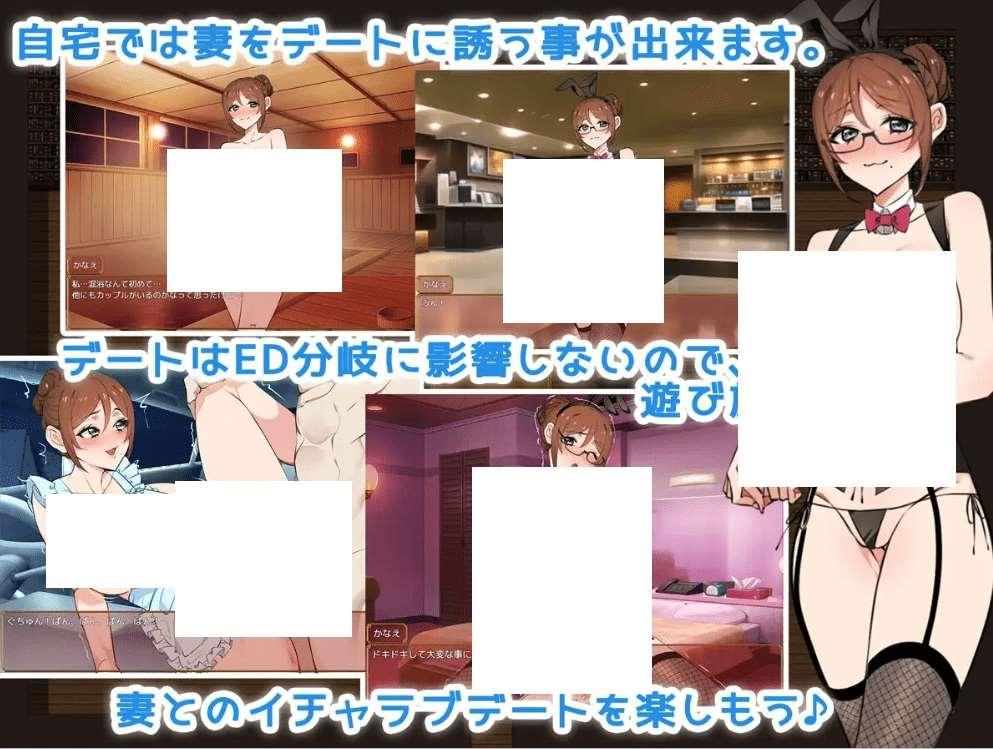 自宅では妻をデートに誘う事が出来ます。
かなえ
私…混浴なんて初めて…
他にもカップルがいるのかなって思ったけど
かなえ
うん！
デートはED分岐に影響しないので、
遊び
ぐちゅん！ぱん、ぱん、ぱん、ぱん
かなえ
ドキドキして大変な事に
妻とのイチャラブデートを楽しもう♪